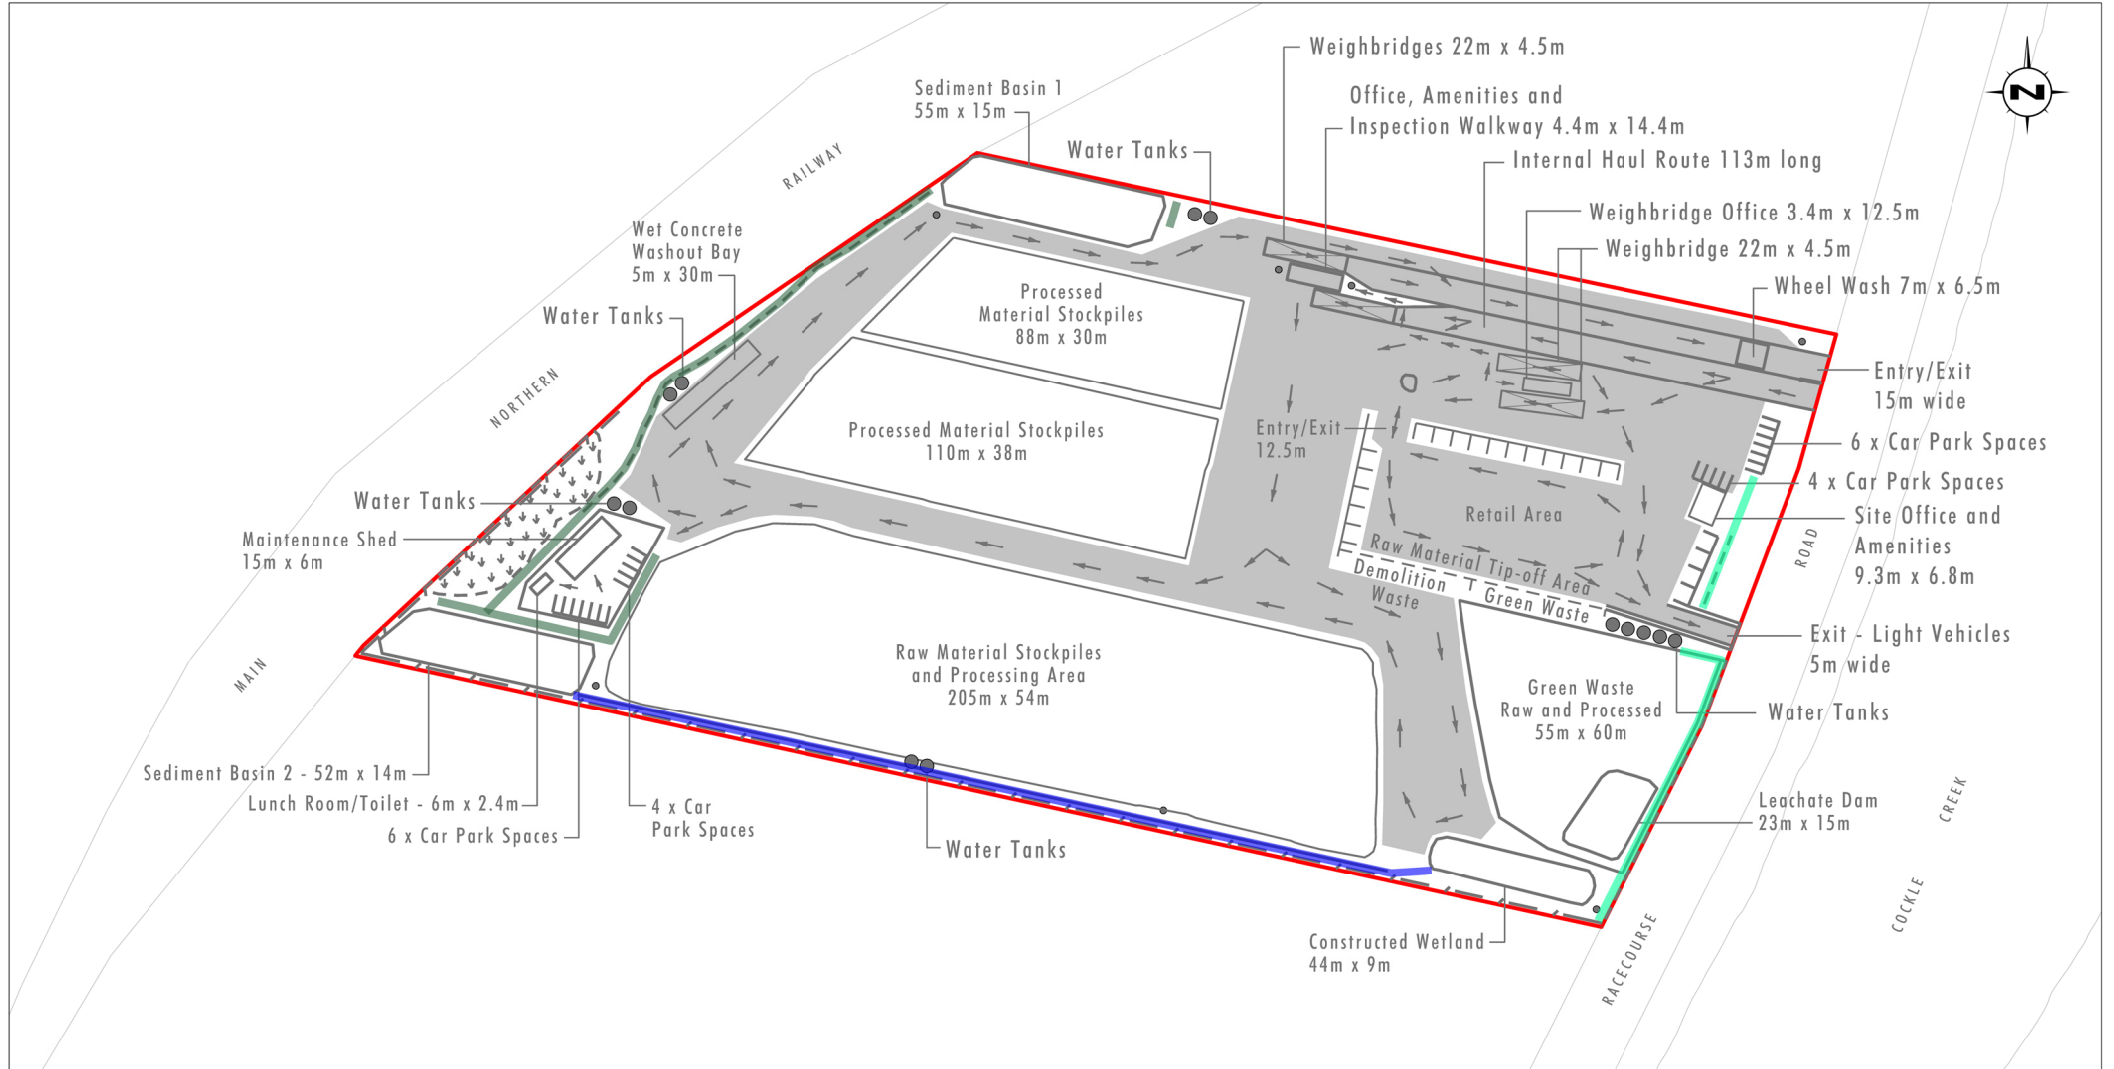 Weighbridges 22m x 4.5m
Sediment Basin 1
55m x 15m
Office, Amenities and
Inspection Walkway 4.4m x 14.4m
N
Water Tanks
Internal Haul Route 113m long
RAILWAY
Weighbridge Office 3.4m x 12.5m
Wet Concrete
Washout Bay
5m x 30m
Weighbridge 22m x 4.5m
Wheel Wash 7m x 6.5m
Water Tanks
Processed
Material Stockpiles
88m x 30m
Entry/Exit
15m wide
NORTHERN
Processed Material Stockpiles
110m x 38m
Entry/Exit
12.5m
6 x Car Park Spaces
4 x Car Park Spaces
Water Tanks
Retail Area
Site Office and
Amenities
9.3m x 6.8m
ROAD
Maintenance Shed
15m x 6m
Raw Material Tip-off Area
Demolition
Waste
Green Waste
Exit - Light Vehicles
5m wide
MAIN
Raw Material Stockpiles
and Processing Area
205m x 54m
Green Waste
Raw and Processed
55m x 60m
Water Tanks
Sediment Basin 2 - 52m x 14m
Lunch Room/Toilet - 6m x 2.4m
6 x Car Park Spaces
4 x Car
Park Spaces
Water Tanks
Leachate Dam
23m x 15m
CREEK
COCKLE
Constructed Wetland
44m x 9m
RACECOURSE